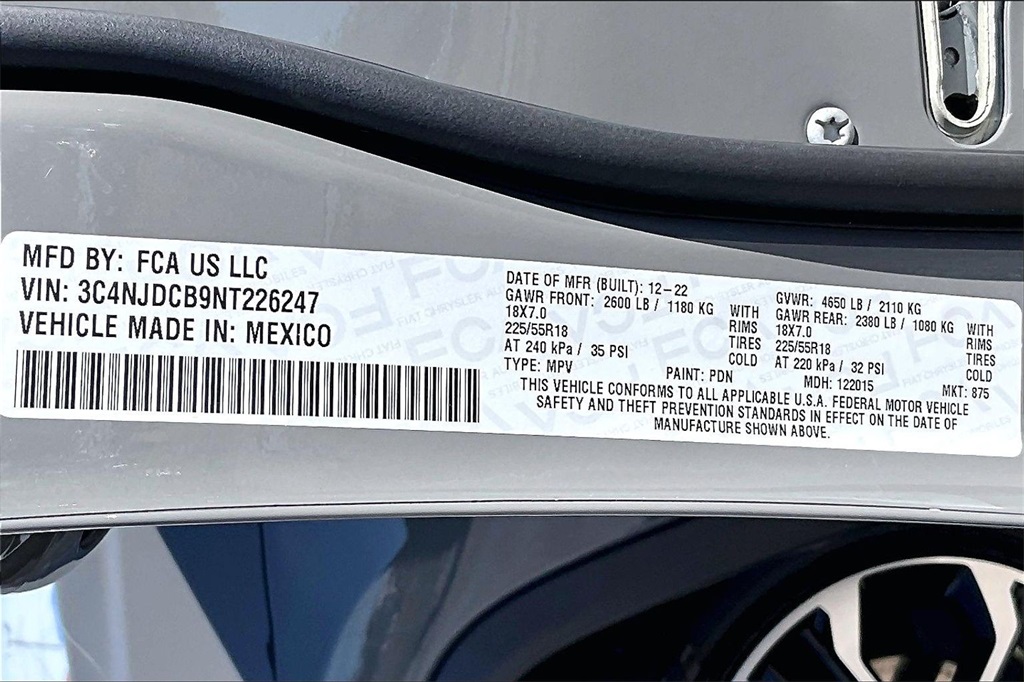 MFD BY: FCA US LLC
VIN: 3C4NJDCB9NT226247
VEHICLE MADE IN: MEXICO
DATE OF MFR (BUILT): 12-22
GAWR FRONT: 2600 LB / 1180 KG WITH
18X7.0 RIMS
225/55R18 TIRES
AT 240 kPa / 35 PSI COLD
GVWR: 4650 LB / 2110 KG
GAWR REAR: 2380 LB / 1080 KG WITH
18X7.0 RIMS
225/55R18 TIRES
AT 220 kPa / 32 PSI COLD
TYPE: MPV PAINT: PDN MDH: 122015 MKT: 875
THIS VEHICLE CONFORMS TO ALL APPLICABLE U.S.A. FEDERAL MOTOR VEHICLE
SAFETY AND THEFT PREVENTION STANDARDS IN EFFECT ON THE DATE OF
MANUFACTURE SHOWN ABOVE.